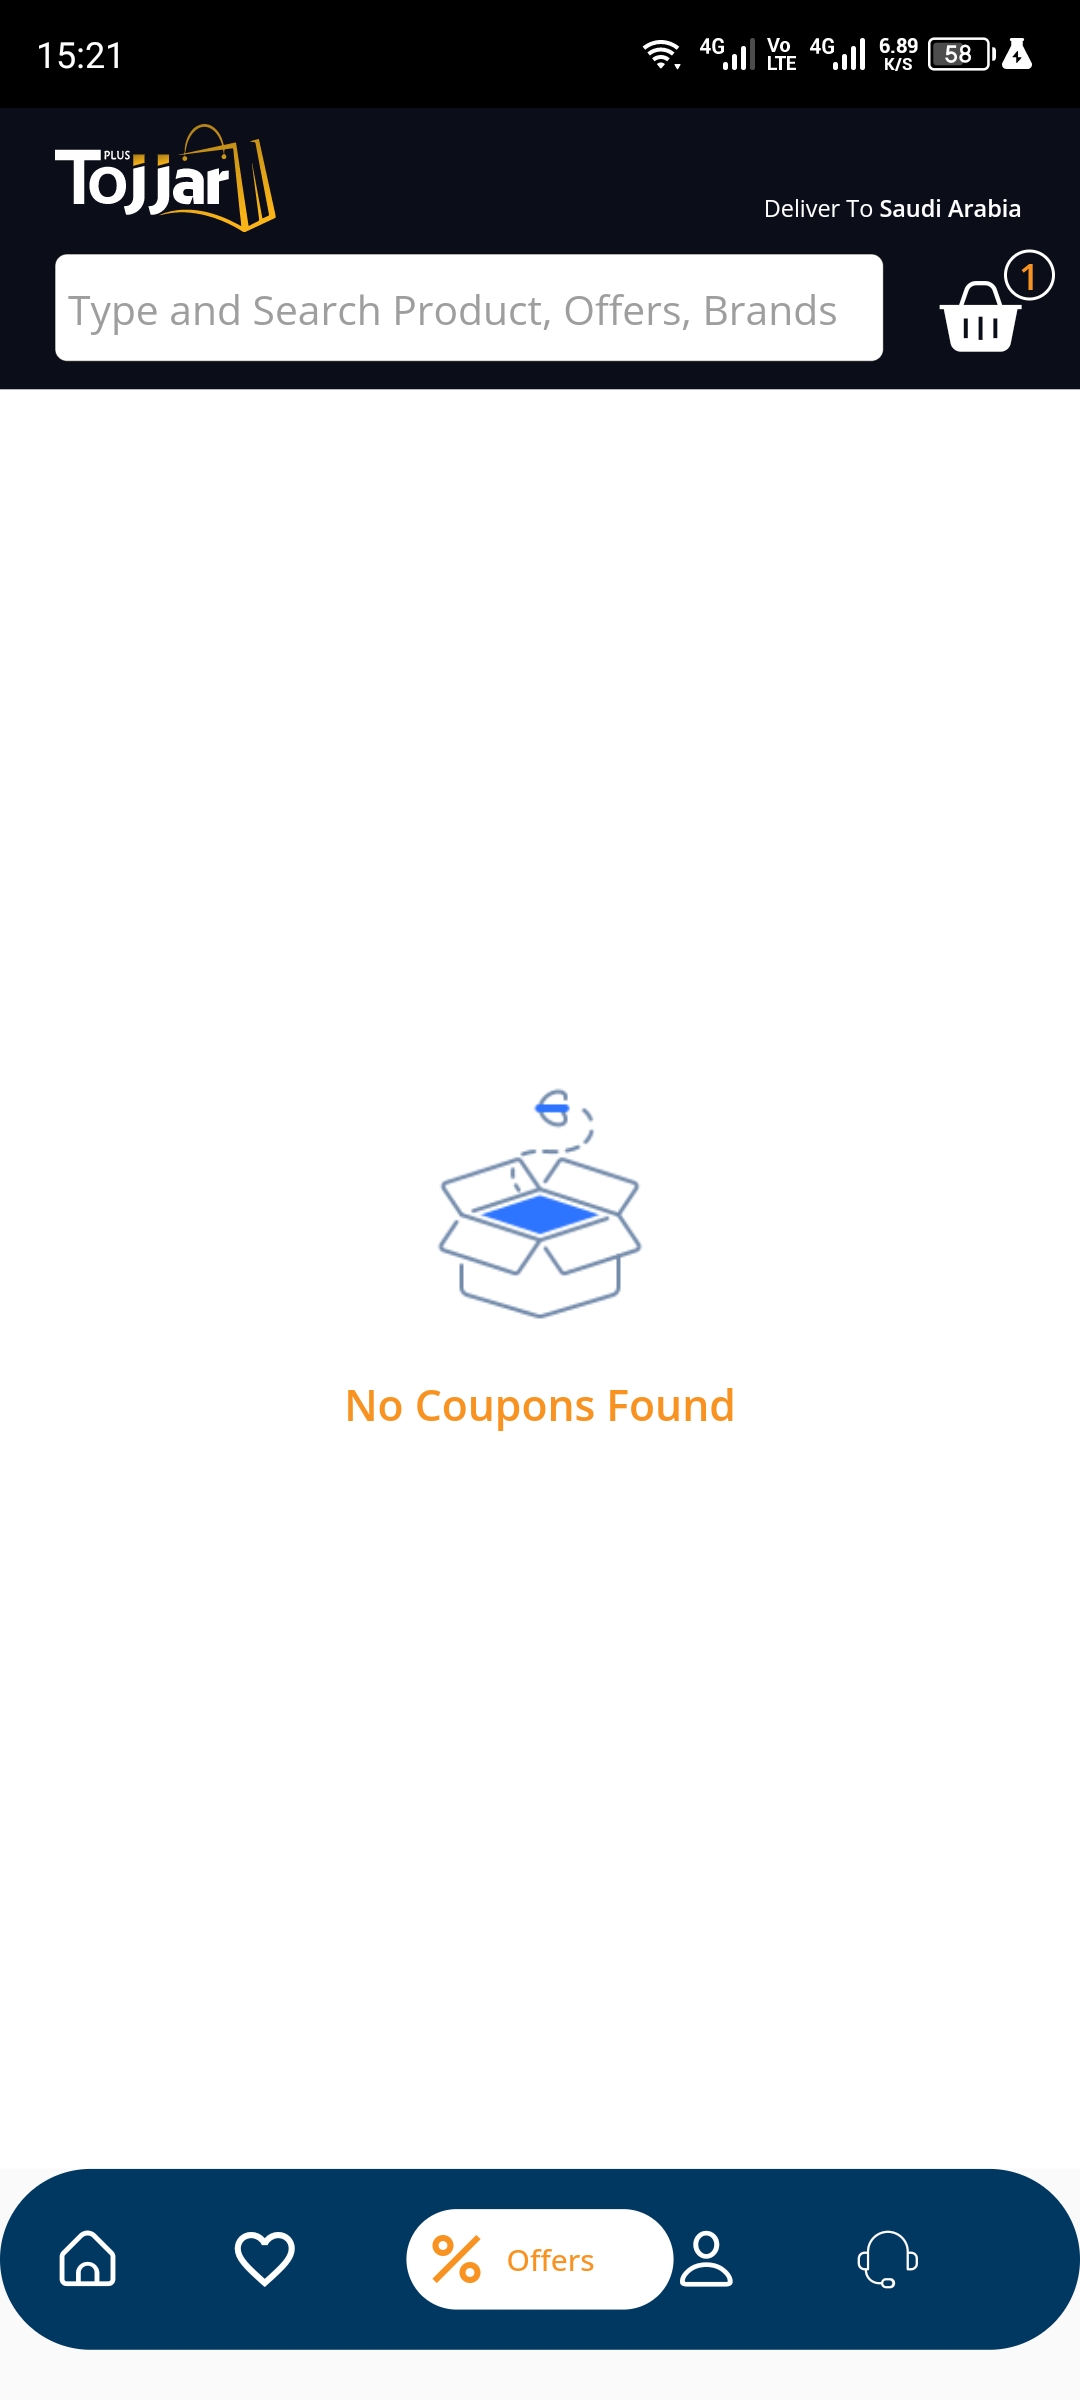 15:21
4G Vo LTE 4G 6.89 K/S 58
Tojjar PLUS
Deliver To Saudi Arabia
Type and Search Product, Offers, Brands
1
No Coupons Found
Offers